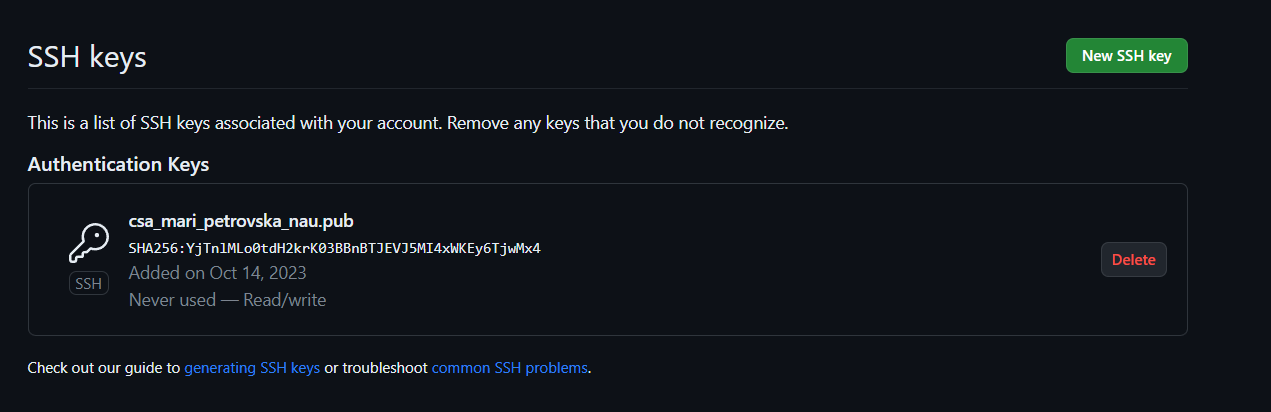 SSH keys
New SSH key
This is a list of SSH keys associated with your account. Remove any keys that you do not recognize.
Authentication Keys
csa_mari_petrovska_nau.pub
SHA256:YjTnlMLo0tdH2krK03BBnBTJEVJ5MI4xWKEy6TjwMx4
Added on Oct 14, 2023
Never used — Read/write
SSH
Delete
Check out our guide to generating SSH keys or troubleshoot common SSH problems.